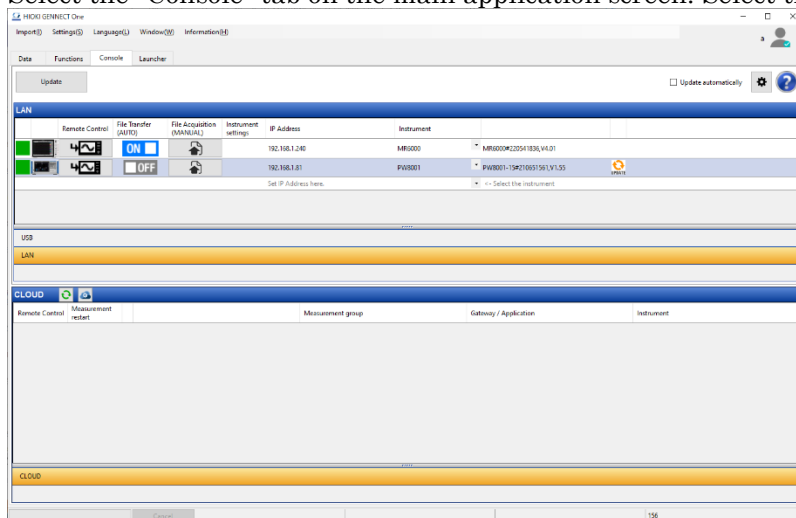 Select the "Console" tab on the main application screen. Select t
HIOKI GENNECT One
Import(I) Settings(S) Language(L) Window(W) Information(H)
a
Data Functions Console Launcher
Update
Update automatically
LAN
Remote Control File Transfer (AUTO) File Acquisition (MANUAL) Instrument settings IP Address Instrument
ON 192.168.1.240 MR6000 MR6000#220541836,V4.01
OFF 192.168.1.81 PW8001 PW8001-15#210651561,V1.55 UPDATE
Set IP Address here. <- Select the instrument
USB
LAN
CLOUD
Remote Control Measurement restart Measurement group Gateway / Application Instrument
CLOUD
Cancel 156